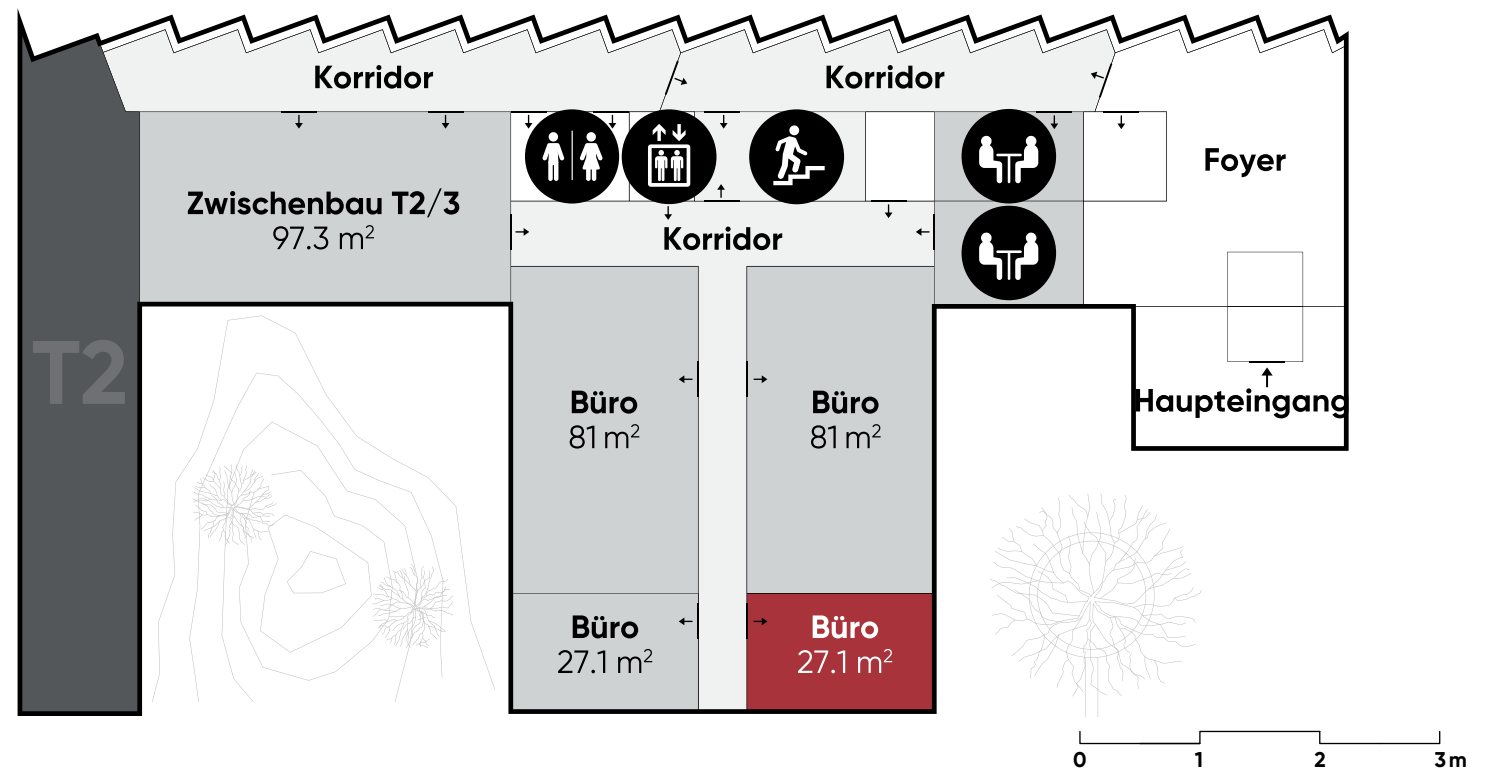 Korridor
Korridor
Foyer
Zwischenbau T2/3
97.3 m²
Korridor
T2
Büro
81 m²
Büro
81 m²
Haupteingang
Büro
27.1 m²
Büro
27.1 m²
0 1 2 3 m